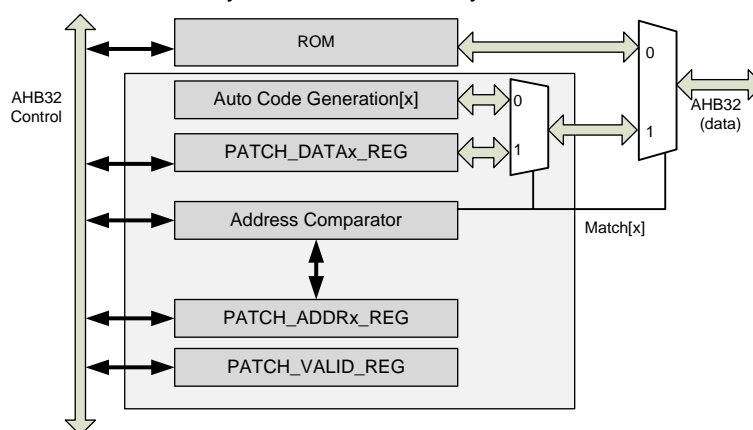 ROM
0
AHB32
Control
Auto Code Generation[x]
0
AHB32
(data)
PATCH_DATAx_REG
1
1
Address Comparator
Match[x]
PATCH_ADDRx_REG
PATCH_VALID_REG